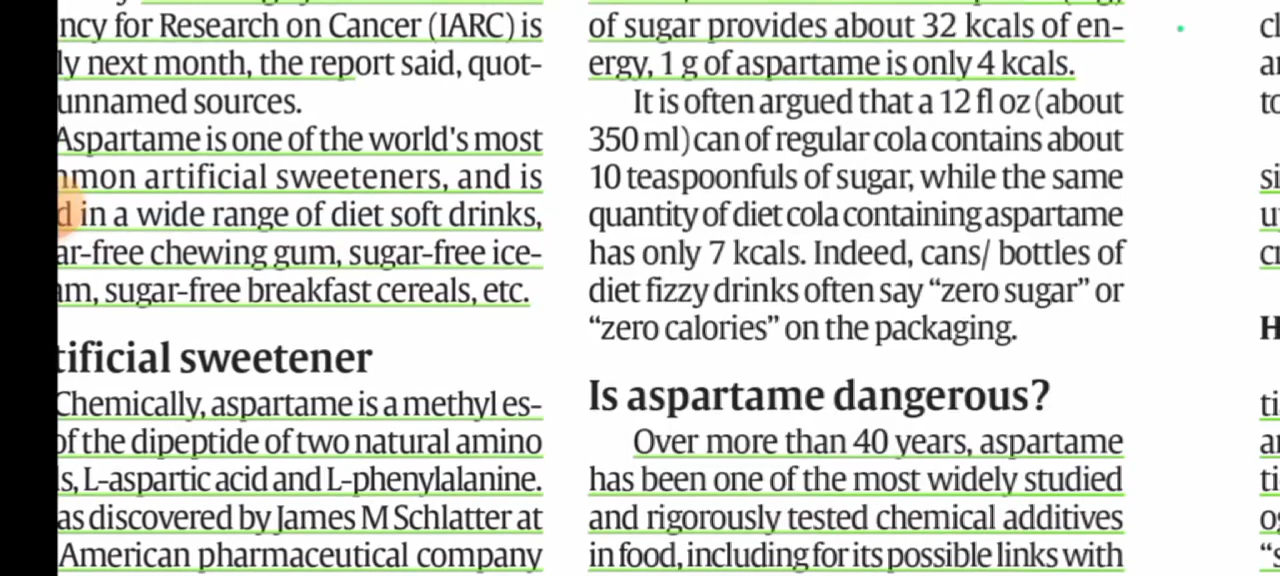 ncy for Research on Cancer (IARC) is
ly next month, the report said, quot-
unnamed sources.
Aspartame is one of the world's most
mon artificial sweeteners, and is
d in a wide range of diet soft drinks,
ar-free chewing gum, sugar-free ice-
am, sugar-free breakfast cereals, etc.
tificial sweetener
Chemically, aspartame is a methyl es-
of the dipeptide of two natural amino
s, L-aspartic acid and L-phenylalanine.
as discovered by James M Schlatter at
American pharmaceutical company
of sugar provides about 32 kcals of en-
ergy, 1 g of aspartame is only 4 kcals.
It is often argued that a 12 fl oz (about
350 ml) can of regular cola contains about
10 teaspoonfuls of sugar, while the same
quantity of diet cola containing aspartame
has only 7 kcals. Indeed, cans/ bottles of
diet fizzy drinks often say “zero sugar” or
“zero calories” on the packaging.
Is aspartame dangerous?
Over more than 40 years, aspartame
has been one of the most widely studied
and rigorously tested chemical additives
in food, including for its possible links with